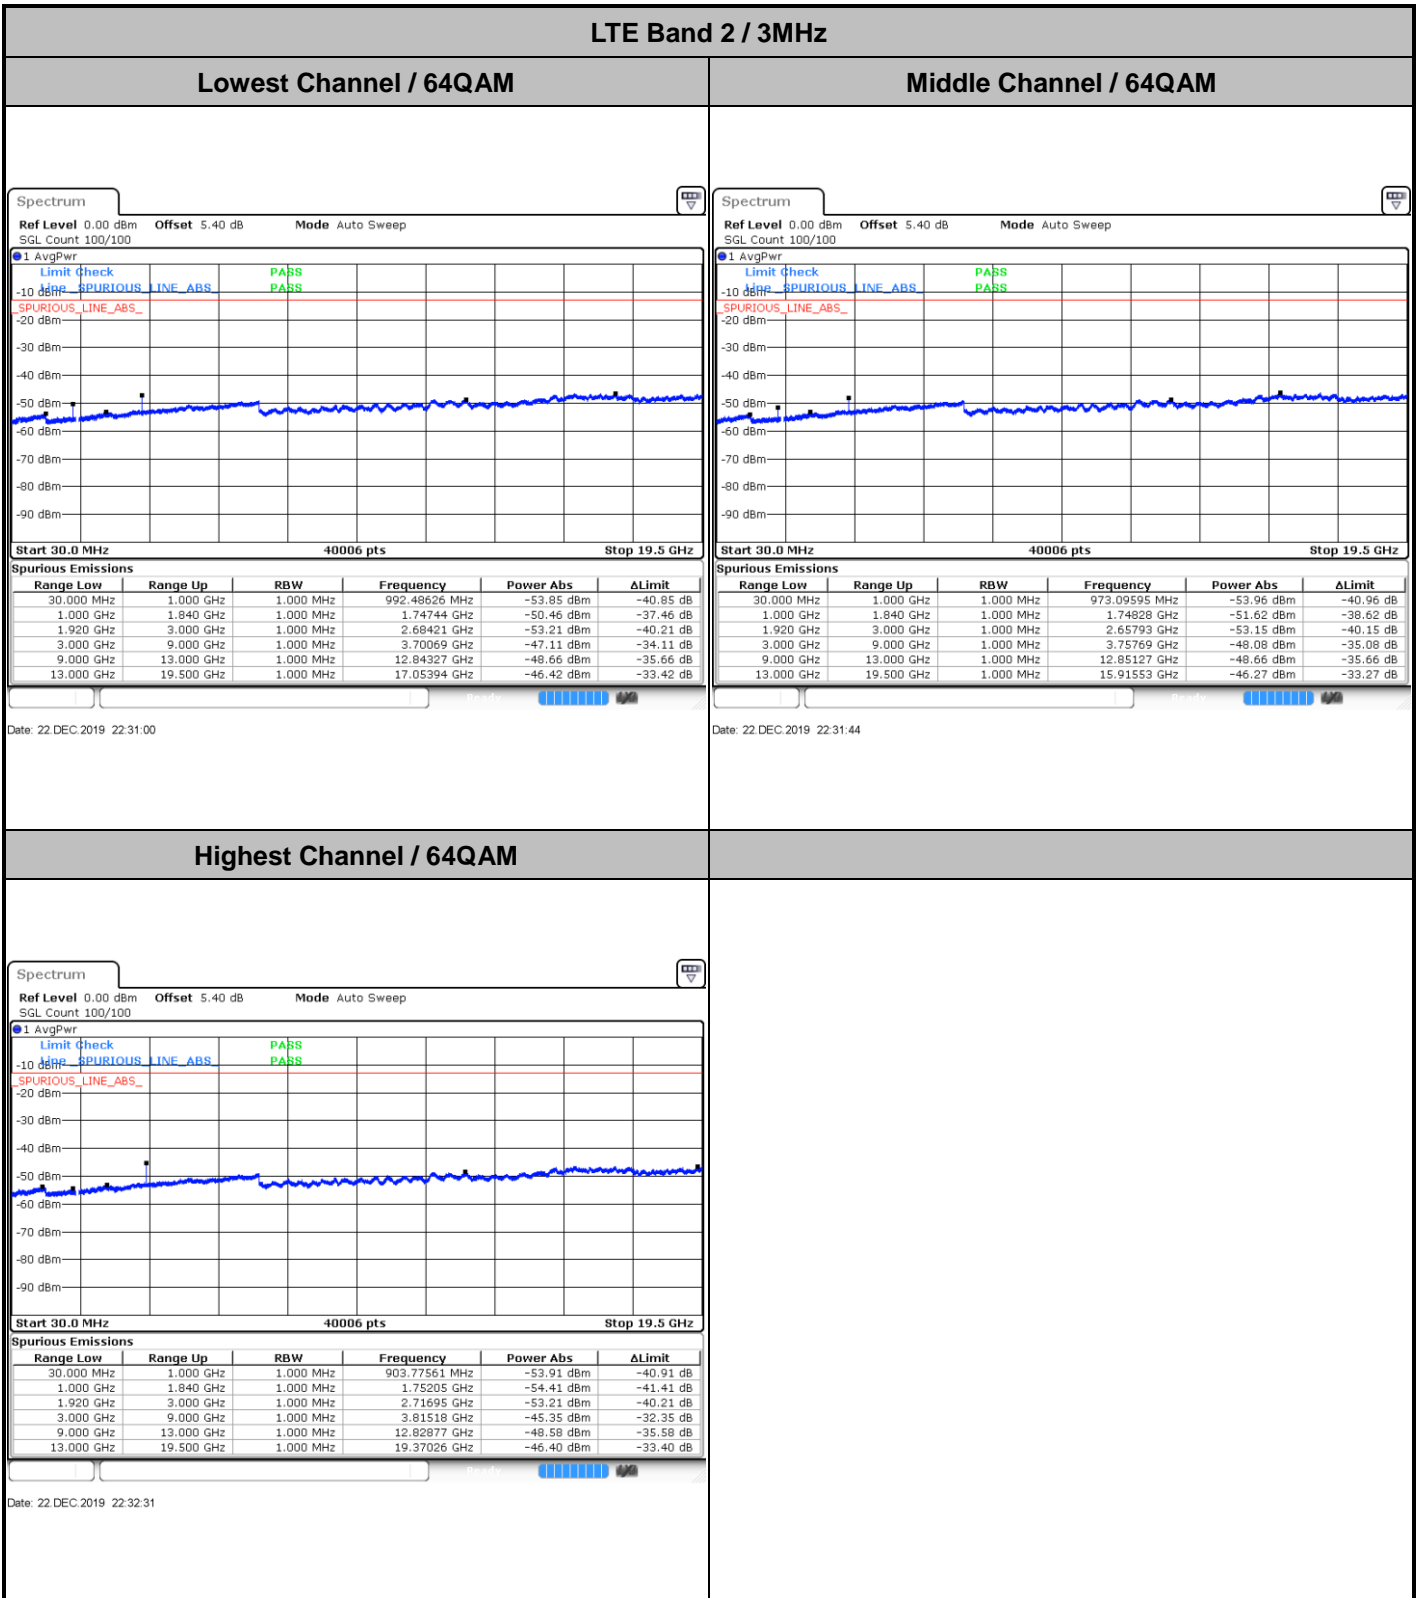 LTE Band 2 / 3MHz
Lowest Channel / 64QAM
Middle Channel / 64QAM
Spectrum
Ref Level 0.00 dBm Offset 5.40 dB Mode Auto Sweep
SGL Count 100/100
1 AvgPwr
Limit Check PASS
Line _SPURIOUS_LINE_ABS_ PASS
-10 dBm
_SPURIOUS_LINE_ABS_
-20 dBm
-30 dBm
-40 dBm
-50 dBm
-60 dBm
-70 dBm
-80 dBm
-90 dBm
Start 30.0 MHz 40006 pts Stop 19.5 GHz
Spurious Emissions
Range Low Range Up RBW Frequency Power Abs ΔLimit
30.000 MHz 1.000 GHz 1.000 MHz 992.48626 MHz -53.85 dBm -40.85 dB
1.000 GHz 1.840 GHz 1.000 MHz 1.74744 GHz -50.46 dBm -37.46 dB
1.920 GHz 3.000 GHz 1.000 MHz 2.68421 GHz -53.21 dBm -40.21 dB
3.000 GHz 9.000 GHz 1.000 MHz 3.70069 GHz -47.11 dBm -34.11 dB
9.000 GHz 13.000 GHz 1.000 MHz 12.84327 GHz -48.66 dBm -35.66 dB
13.000 GHz 19.500 GHz 1.000 MHz 17.05394 GHz -46.42 dBm -33.42 dB
Ready
Date: 22.DEC.2019 22:31:00
Spectrum
Ref Level 0.00 dBm Offset 5.40 dB Mode Auto Sweep
SGL Count 100/100
1 AvgPwr
Limit Check PASS
Line _SPURIOUS_LINE_ABS_ PASS
-10 dBm
_SPURIOUS_LINE_ABS_
-20 dBm
-30 dBm
-40 dBm
-50 dBm
-60 dBm
-70 dBm
-80 dBm
-90 dBm
Start 30.0 MHz 40006 pts Stop 19.5 GHz
Spurious Emissions
Range Low Range Up RBW Frequency Power Abs ΔLimit
30.000 MHz 1.000 GHz 1.000 MHz 973.09595 MHz -53.96 dBm -40.96 dB
1.000 GHz 1.840 GHz 1.000 MHz 1.74828 GHz -51.62 dBm -38.62 dB
1.920 GHz 3.000 GHz 1.000 MHz 2.65793 GHz -53.15 dBm -40.15 dB
3.000 GHz 9.000 GHz 1.000 MHz 3.75769 GHz -48.08 dBm -35.08 dB
9.000 GHz 13.000 GHz 1.000 MHz 12.85127 GHz -48.66 dBm -35.66 dB
13.000 GHz 19.500 GHz 1.000 MHz 15.91553 GHz -46.27 dBm -33.27 dB
Ready
Date: 22.DEC.2019 22:31:44
Highest Channel / 64QAM
Spectrum
Ref Level 0.00 dBm Offset 5.40 dB Mode Auto Sweep
SGL Count 100/100
1 AvgPwr
Limit Check PASS
Line _SPURIOUS_LINE_ABS_ PASS
-10 dBm
_SPURIOUS_LINE_ABS_
-20 dBm
-30 dBm
-40 dBm
-50 dBm
-60 dBm
-70 dBm
-80 dBm
-90 dBm
Start 30.0 MHz 40006 pts Stop 19.5 GHz
Spurious Emissions
Range Low Range Up RBW Frequency Power Abs ΔLimit
30.000 MHz 1.000 GHz 1.000 MHz 903.77561 MHz -53.91 dBm -40.91 dB
1.000 GHz 1.840 GHz 1.000 MHz 1.75205 GHz -54.41 dBm -41.41 dB
1.920 GHz 3.000 GHz 1.000 MHz 2.71695 GHz -53.21 dBm -40.21 dB
3.000 GHz 9.000 GHz 1.000 MHz 3.81518 GHz -45.35 dBm -32.35 dB
9.000 GHz 13.000 GHz 1.000 MHz 12.82877 GHz -48.58 dBm -35.58 dB
13.000 GHz 19.500 GHz 1.000 MHz 19.37026 GHz -46.40 dBm -33.40 dB
Ready
Date: 22.DEC.2019 22:32:31